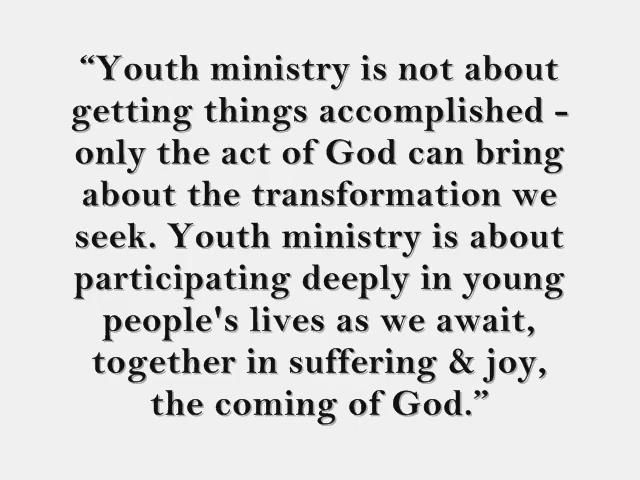 “Youth ministry is not about
getting things accomplished -
only the act of God can bring
about the transformation we
seek. Youth ministry is about
participating deeply in young
people's lives as we await,
together in suffering & joy,
the coming of God.”